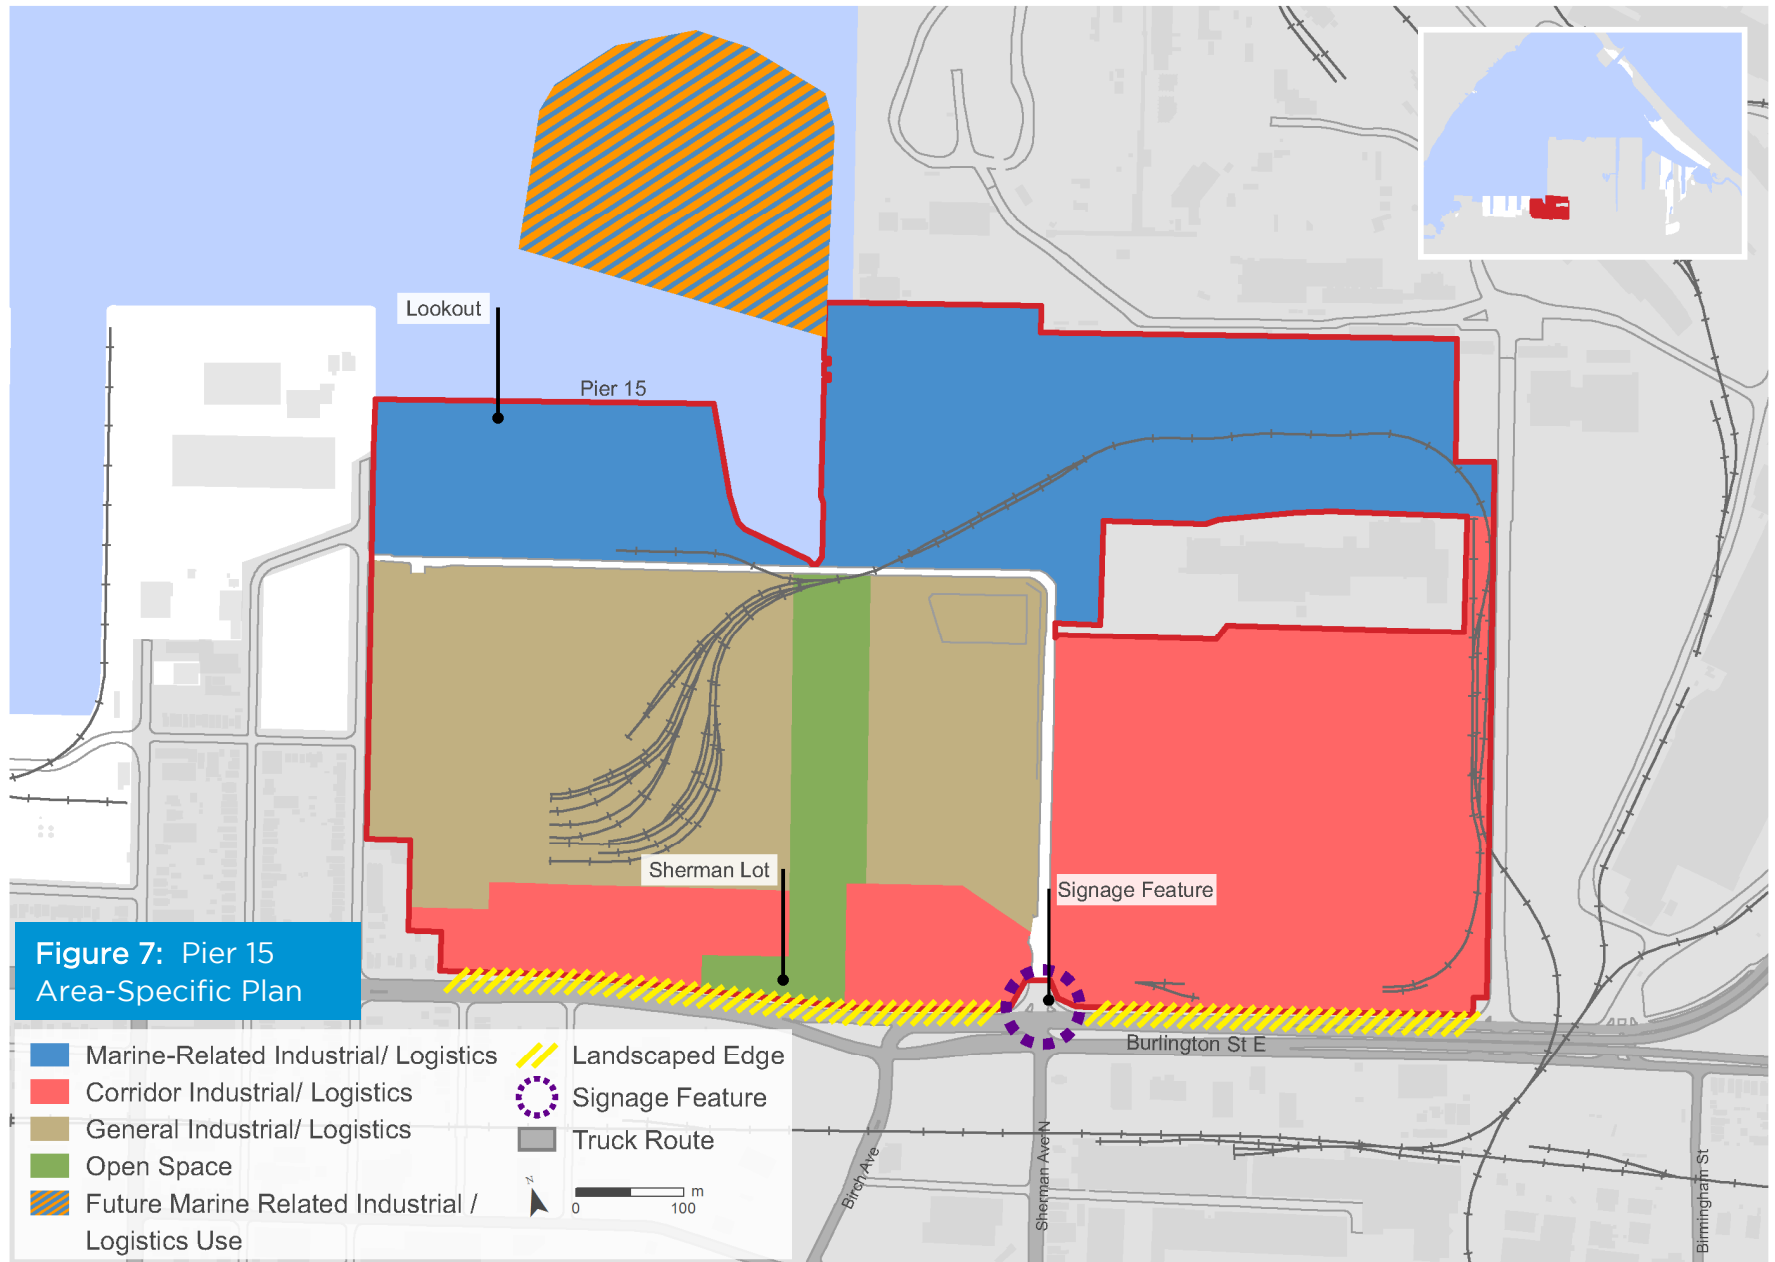 Lookout
Pier 15
Sherman Lot
Signage Feature
Burlington St E
Birch Ave
Sherman Ave N
Birmingham St
Figure 7: Pier 15
Area-Specific Plan
Marine-Related Industrial/ Logistics
Corridor Industrial/ Logistics
General Industrial/ Logistics
Open Space
Future Marine Related Industrial /
Logistics Use
Landscaped Edge
Signage Feature
Truck Route
N
m
0 100